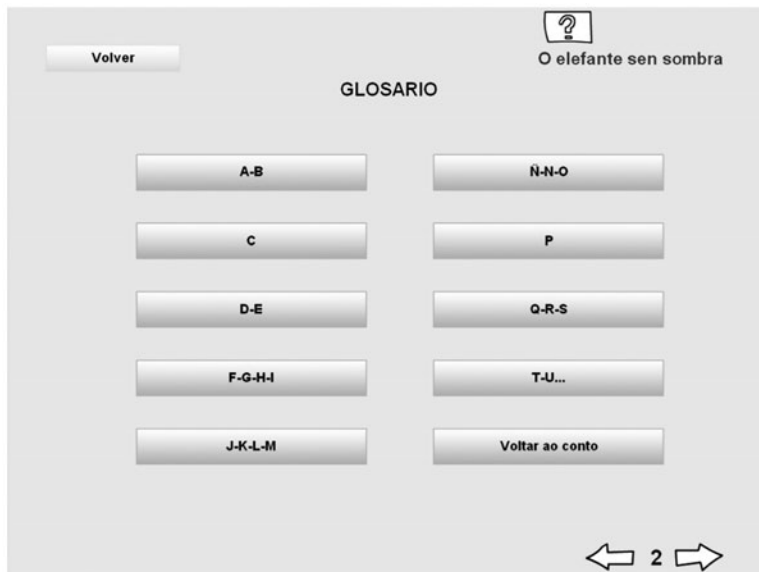 ?
Volver
O elefante sen sombra
GLOSARIO
A-B
Ñ-N-O
C
P
D-E
Q-R-S
F-G-H-I
T-U...
J-K-L-M
Voltar ao conto
2